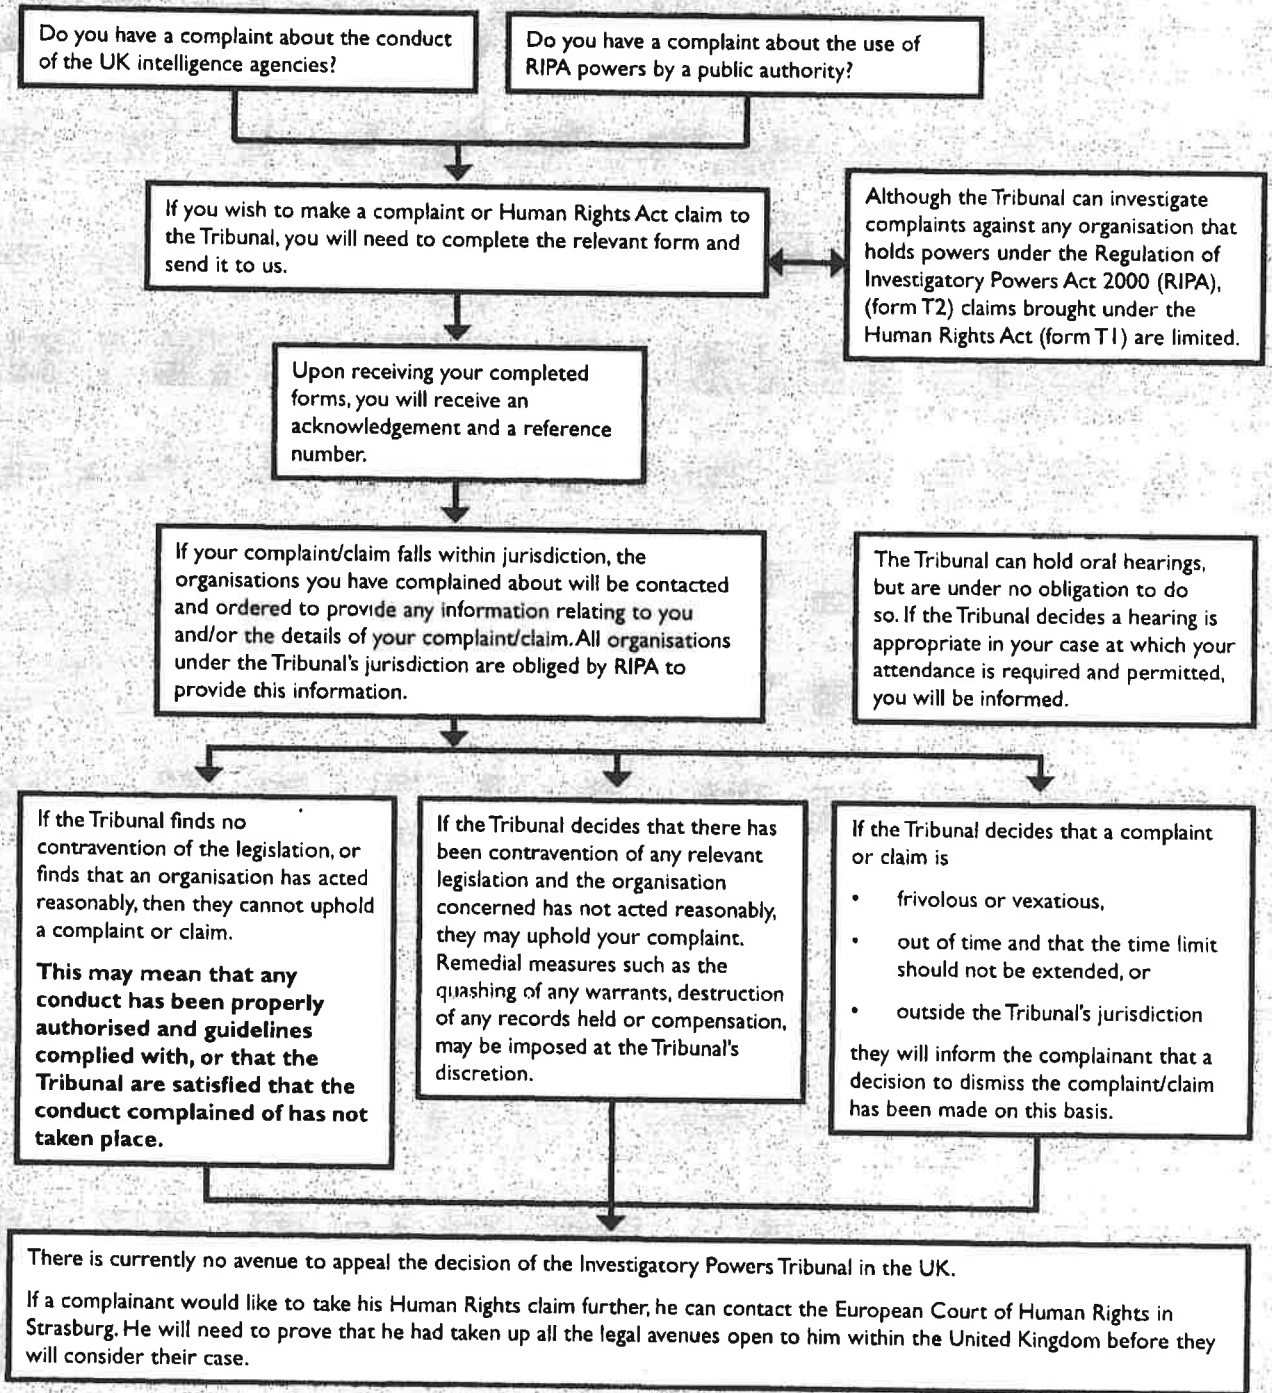 Do you have a complaint about the conduct
of the UK intelligence agencies?
Do you have a complaint about the use of
RIPA powers by a public authority?
If you wish to make a complaint or Human Rights Act claim to
the Tribunal, you will need to complete the relevant form and
send it to us.
Although the Tribunal can investigate
complaints against any organisation that
holds powers under the Regulation of
Investigatory Powers Act 2000 (RIPA),
(form T2) claims brought under the
Human Rights Act (form T1) are limited.
Upon receiving your completed
forms, you will receive an
acknowledgement and a reference
number.
If your complaint/claim falls within jurisdiction, the
organisations you have complained about will be contacted
and ordered to provide any information relating to you
and/or the details of your complaint/claim. All organisations
under the Tribunal's jurisdiction are obliged by RIPA to
provide this information.
The Tribunal can hold oral hearings,
but are under no obligation to do
so. If the Tribunal decides a hearing is
appropriate in your case at which your
attendance is required and permitted,
you will be informed.
If the Tribunal finds no
contravention of the legislation, or
finds that an organisation has acted
reasonably, then they cannot uphold
a complaint or claim.
This may mean that any
conduct has been properly
authorised and guidelines
complied with, or that the
Tribunal are satisfied that the
conduct complained of has not
taken place.
If the Tribunal decides that there has
been contravention of any relevant
legislation and the organisation
concerned has not acted reasonably,
they may uphold your complaint.
Remedial measures such as the
quashing of any warrants, destruction
of any records held or compensation,
may be imposed at the Tribunal's
discretion.
If the Tribunal decides that a complaint
or claim is
• frivolous or vexatious,
• out of time and that the time limit
should not be extended, or
• outside the Tribunal's jurisdiction
they will inform the complainant that a
decision to dismiss the complaint/claim
has been made on this basis.
There is currently no avenue to appeal the decision of the Investigatory Powers Tribunal in the UK.
If a complainant would like to take his Human Rights claim further, he can contact the European Court of Human Rights in
Strasburg. He will need to prove that he had taken up all the legal avenues open to him within the United Kingdom before they
will consider their case.